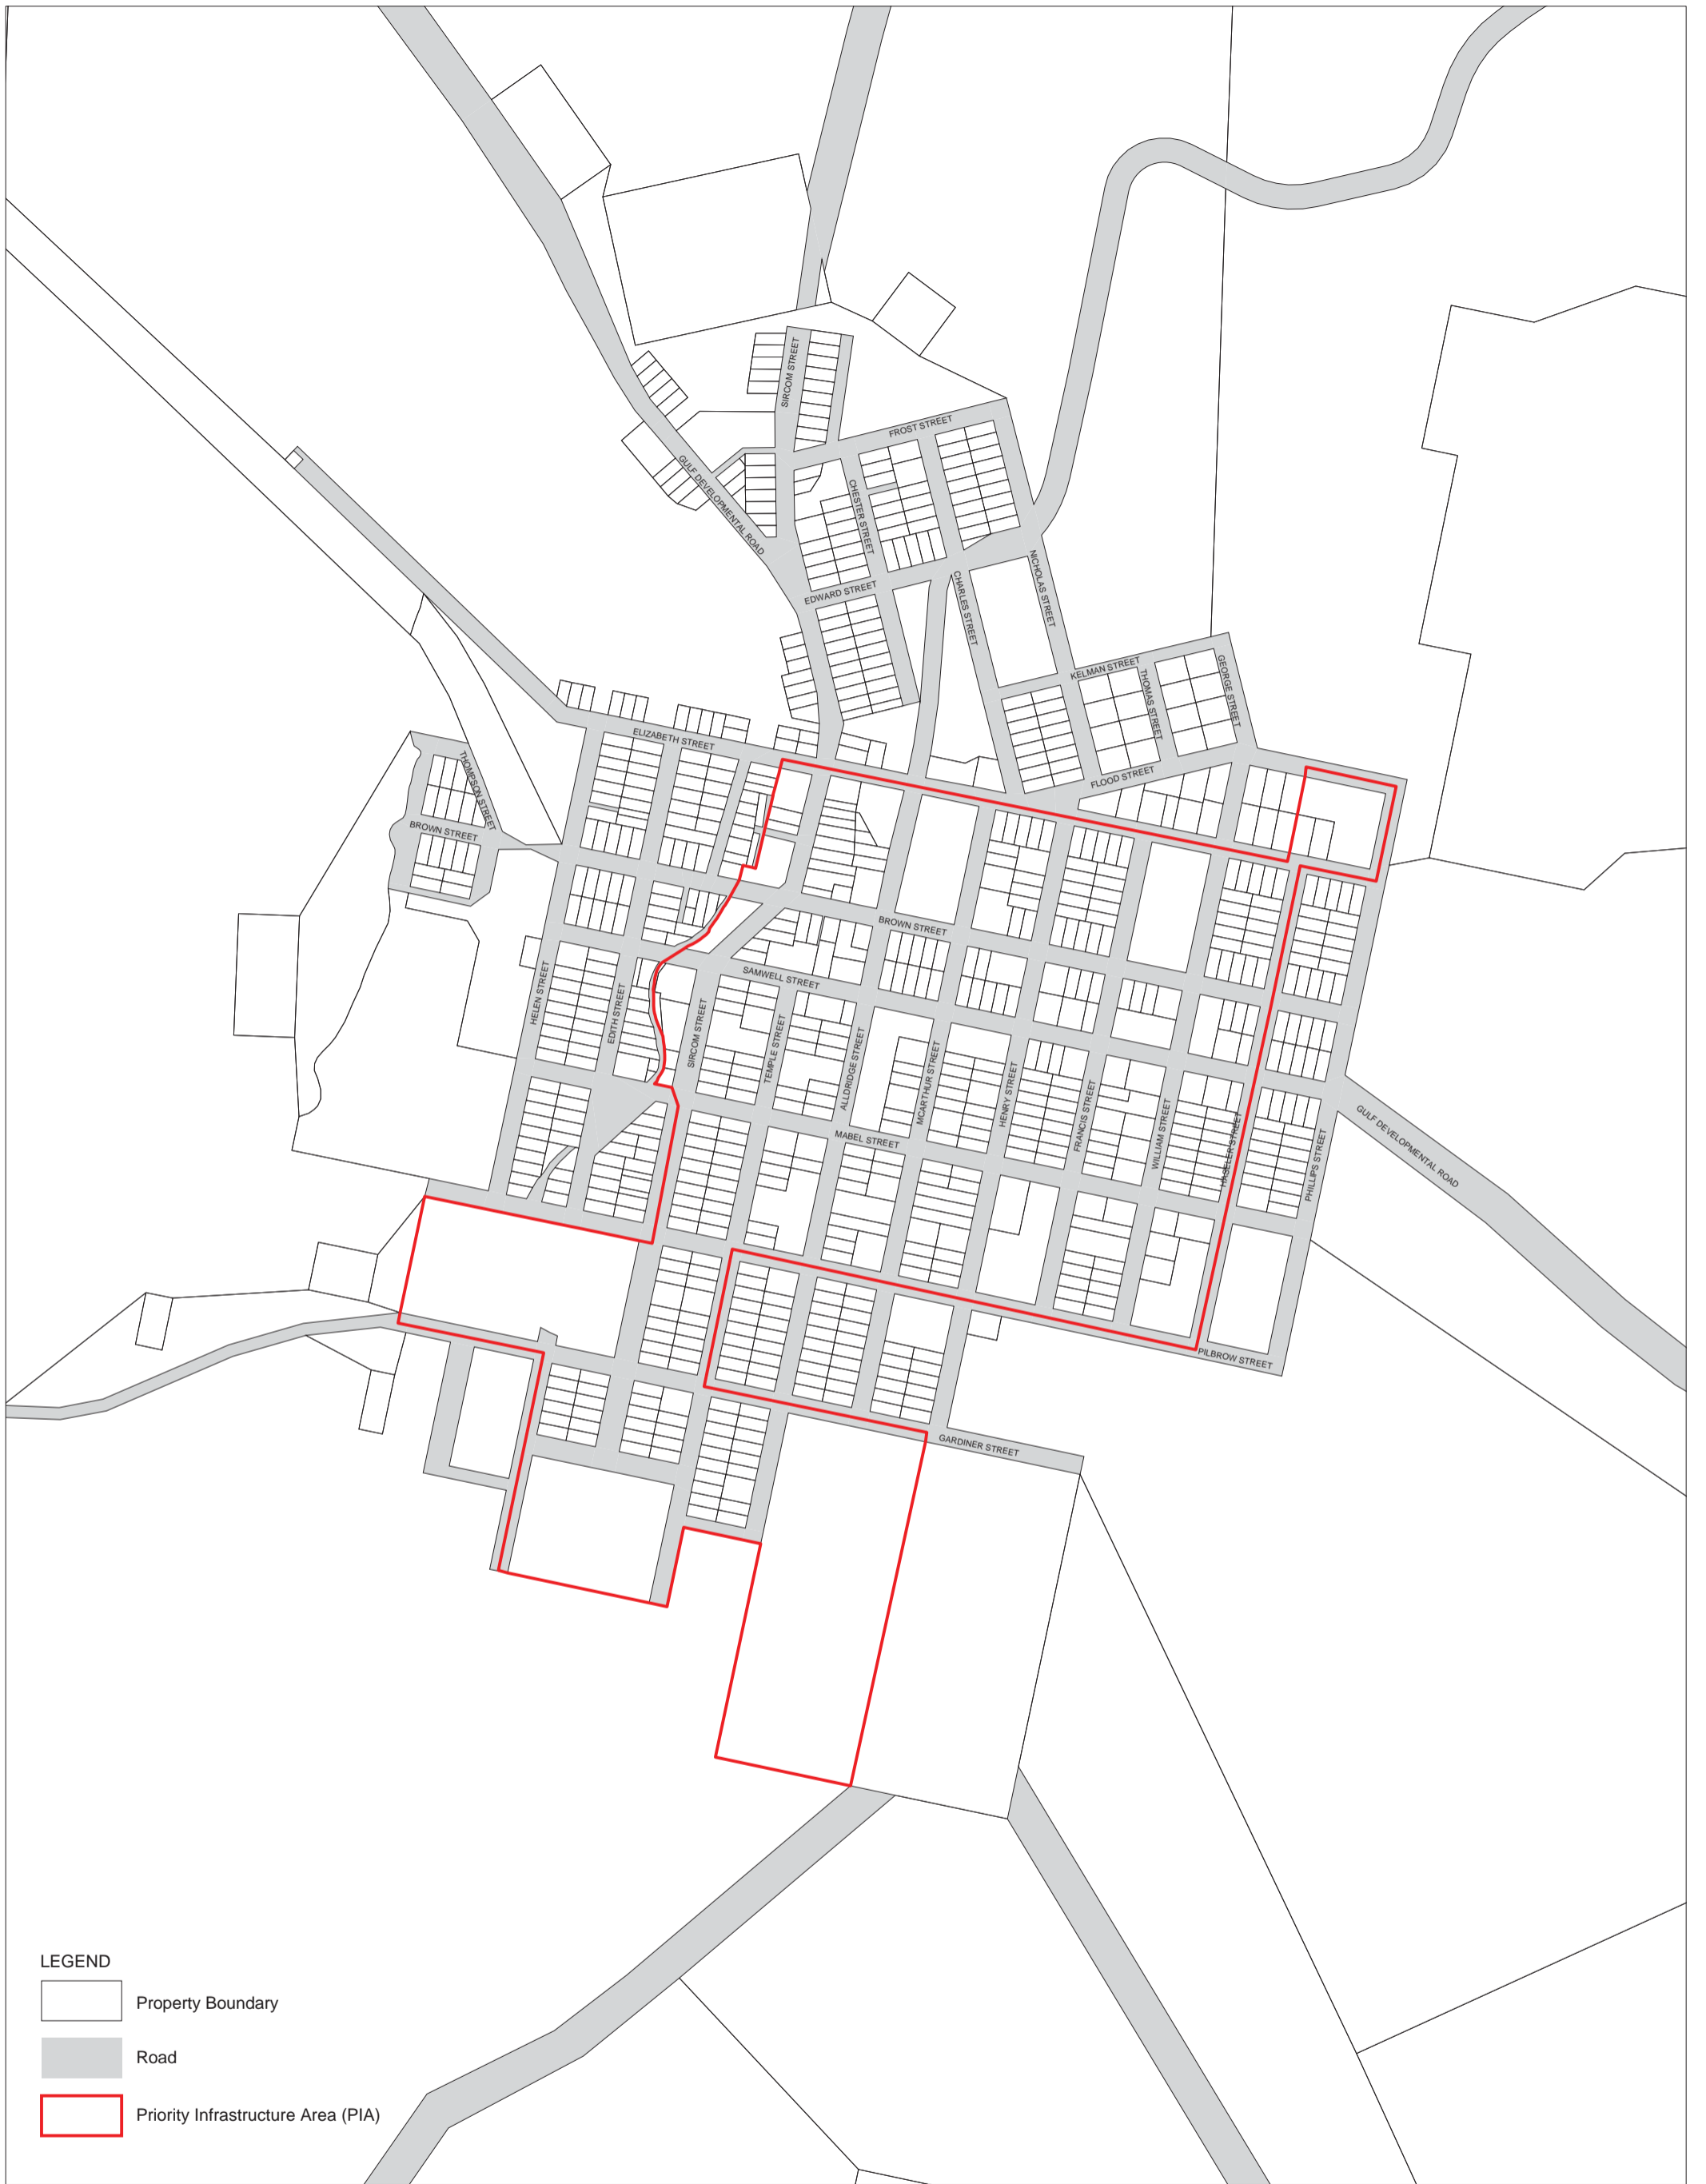 SIRCOM STREET
FROST STREET
GULF DEVELOPMENTAL ROAD
CHESTER STREET
NICHOLAS STREET
EDWARD STREET
CHARLES STREET
KELMAN STREET
GEORGE STREET
THOMAS STREET
ELIZABETH STREET
THOMPSON STREET
FLOOD STREET
BROWN STREET
BROWN STREET
SAMWELL STREET
HELEN STREET
EDITH STREET
SIRCOM STREET
TEMPLE STREET
ALLDRIDGE STREET
MCARTHUR STREET
HENRY STREET
FRANCIS STREET
WILLIAM STREET
HASELER STREET
PHILLIPS STREET
GULF DEVELOPMENTAL ROAD
MABEL STREET
PILBROW STREET
GARDINER STREET
LEGEND
Property Boundary
Road
Priority Infrastructure Area (PIA)